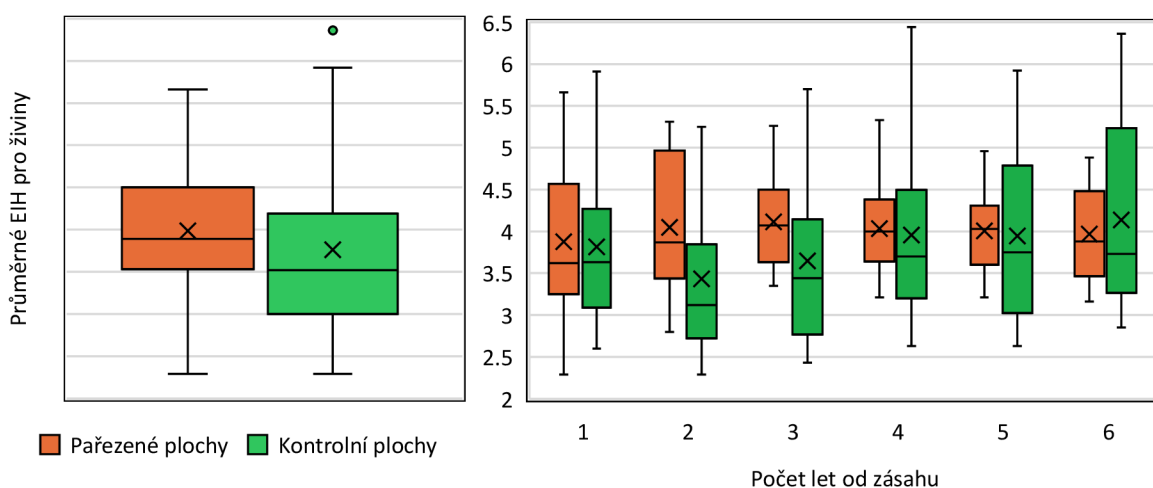 Průměrné EIH pro živiny
6.5
6
5.5
5
4.5
4
3.5
3
2.5
2
1 2 3 4 5 6
Pařezené plochy Kontrolní plochy
Počet let od zásahu